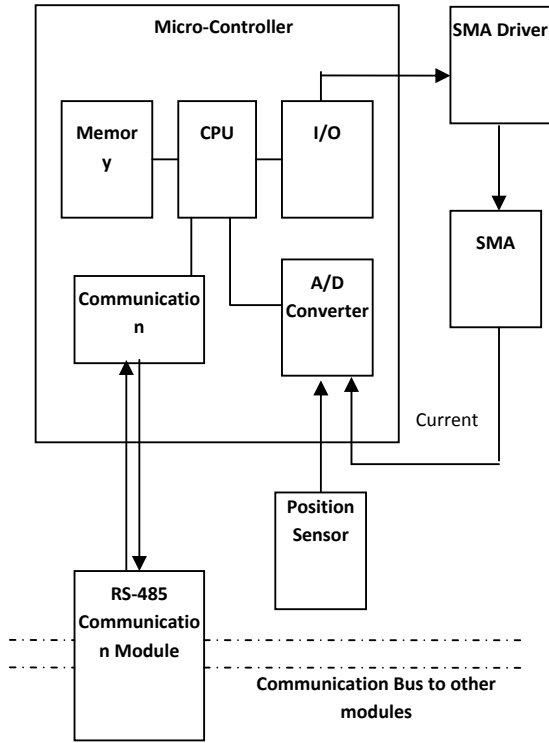 Micro-Controller
SMA Driver
Memor
y
CPU
I/O
SMA
Communicatio
n
A/D
Converter
Current
Position
Sensor
RS-485
Communicatio
n Module
Communication Bus to other
modules